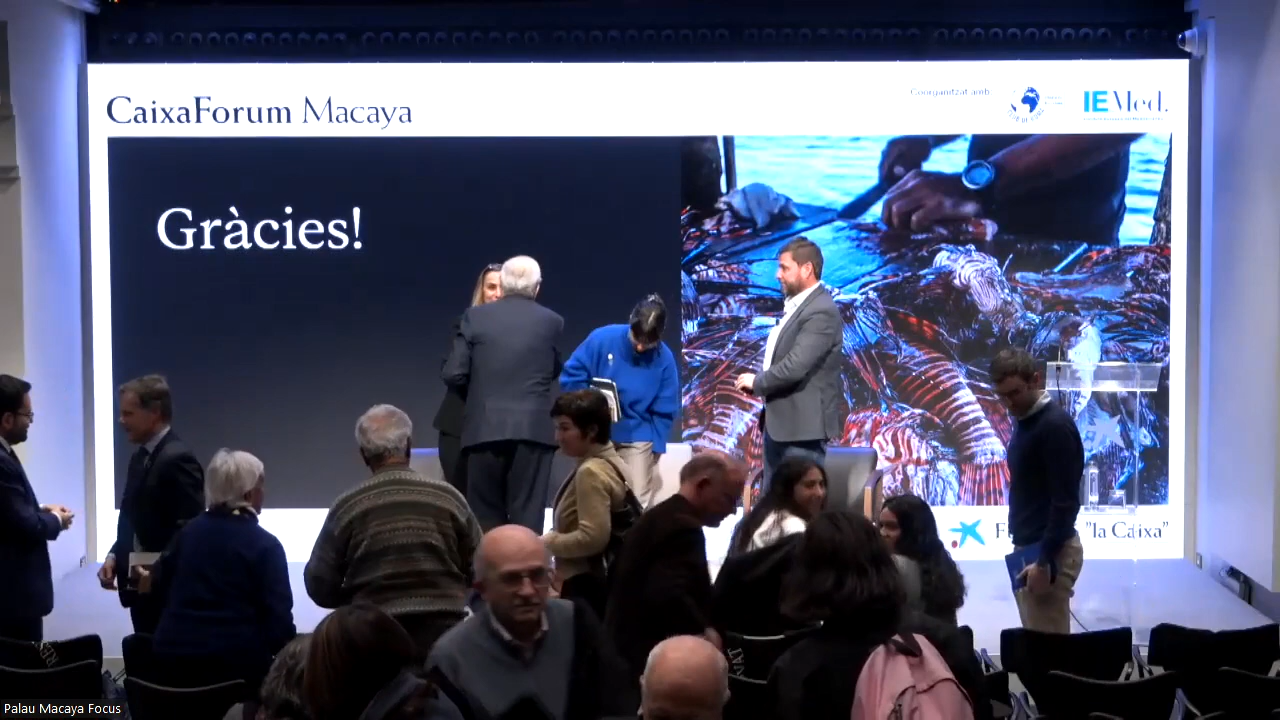 CaixaForum Macaya
Coorganitzat amb:
IEMed.
Gràcies!
"la Caixa"
Palau Macaya Focus